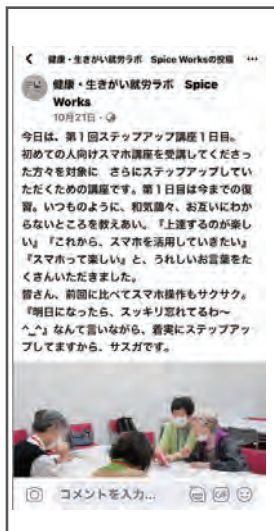 健康・生きがい就労ラボ Spice Worksの投稿
健康・生きがい就労ラボ Spice
Works
10月21日・
今日は、第1回ステップアップ講座1日目。
初めての人向けスマホ講座を受講してくださっ
た方々を対象に さらにステップアップしてい
ただくための講座です。第1日目は今までの復
習。いつものように、和気藹々、お互いにわか
らないところを教えあい。『上達するのが楽し
い』『これから、スマホを活用していきたい』
『スマホって楽しい』と、うれしいお言葉をた
くさんいただきました。
皆さん、前回に比べてスマホ操作もサクサク。
『明日になったら、スッキリ忘れてるわ〜
^_^』なんて言いながら、着実にステップアッ
プしてますから、サスガです。
コメントを入力...
GIF